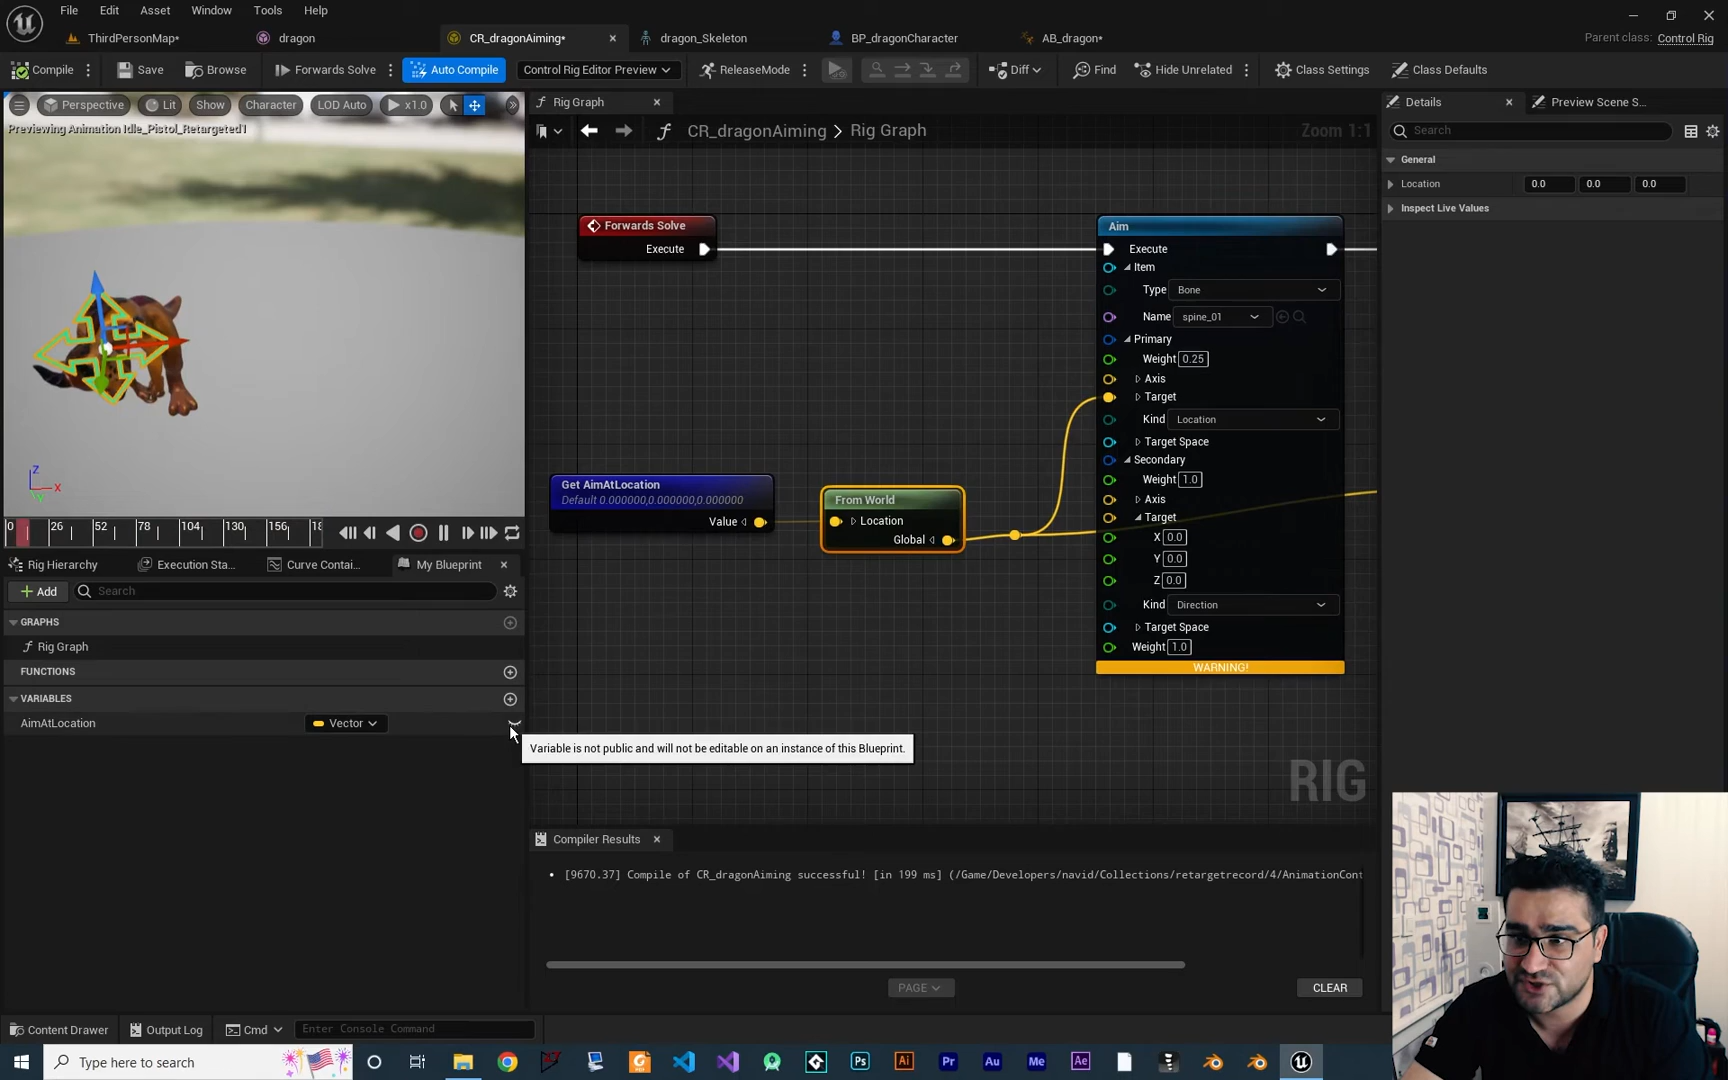 File Edit Asset Window Tools Help
ThirdPersonMap* dragon CR_dragonAiming* dragon_Skeleton BP_dragonCharacter AB_dragon* Parent class: Control Rig
Compile Save Browse Forwards Solve Auto Compile Control Rig Editor Preview ReleaseMode Diff Find Hide Unrelated Class Settings Class Defaults
Perspective Lit Show Character LOD Auto x1.0
Previewing Animation Idle_Pistol_Retargeted1
Z
X
Y
0 26 52 78 104 130 156 18
Rig Hierarchy Execution Sta... Curve Contai... My Blueprint
Add Search
GRAPHS
Rig Graph
FUNCTIONS
VARIABLES
AimAtLocation Vector
Variable is not public and will not be editable on an instance of this Blueprint.
Rig Graph
CR_dragonAiming > Rig Graph Zoom 1:1
Forwards Solve
Execute
Get AimAtLocation
Default 0.000000,0.000000,0.000000
Value
From World
Location
Global
Aim
Execute
Item
Type Bone
Name spine_01
Primary
Weight 0.25
Axis
Target
Kind Location
Target Space
Secondary
Weight 1.0
Axis
Target
X 0.0
Y 0.0
Z 0.0
Kind Direction
Target Space
Weight 1.0
WARNING!
RIG
Compiler Results
[9670.37] Compile of CR_dragonAiming successful! [in 199 ms] (/Game/Developers/navid/Collections/retargetrecord/4/AnimationCont
PAGE CLEAR
Details Preview Scene S...
Search
General
Location 0.0 0.0 0.0
Inspect Live Values
Content Drawer Output Log Cmd Enter Console Command
Type here to search Ps Ai Pr Au Me Ae